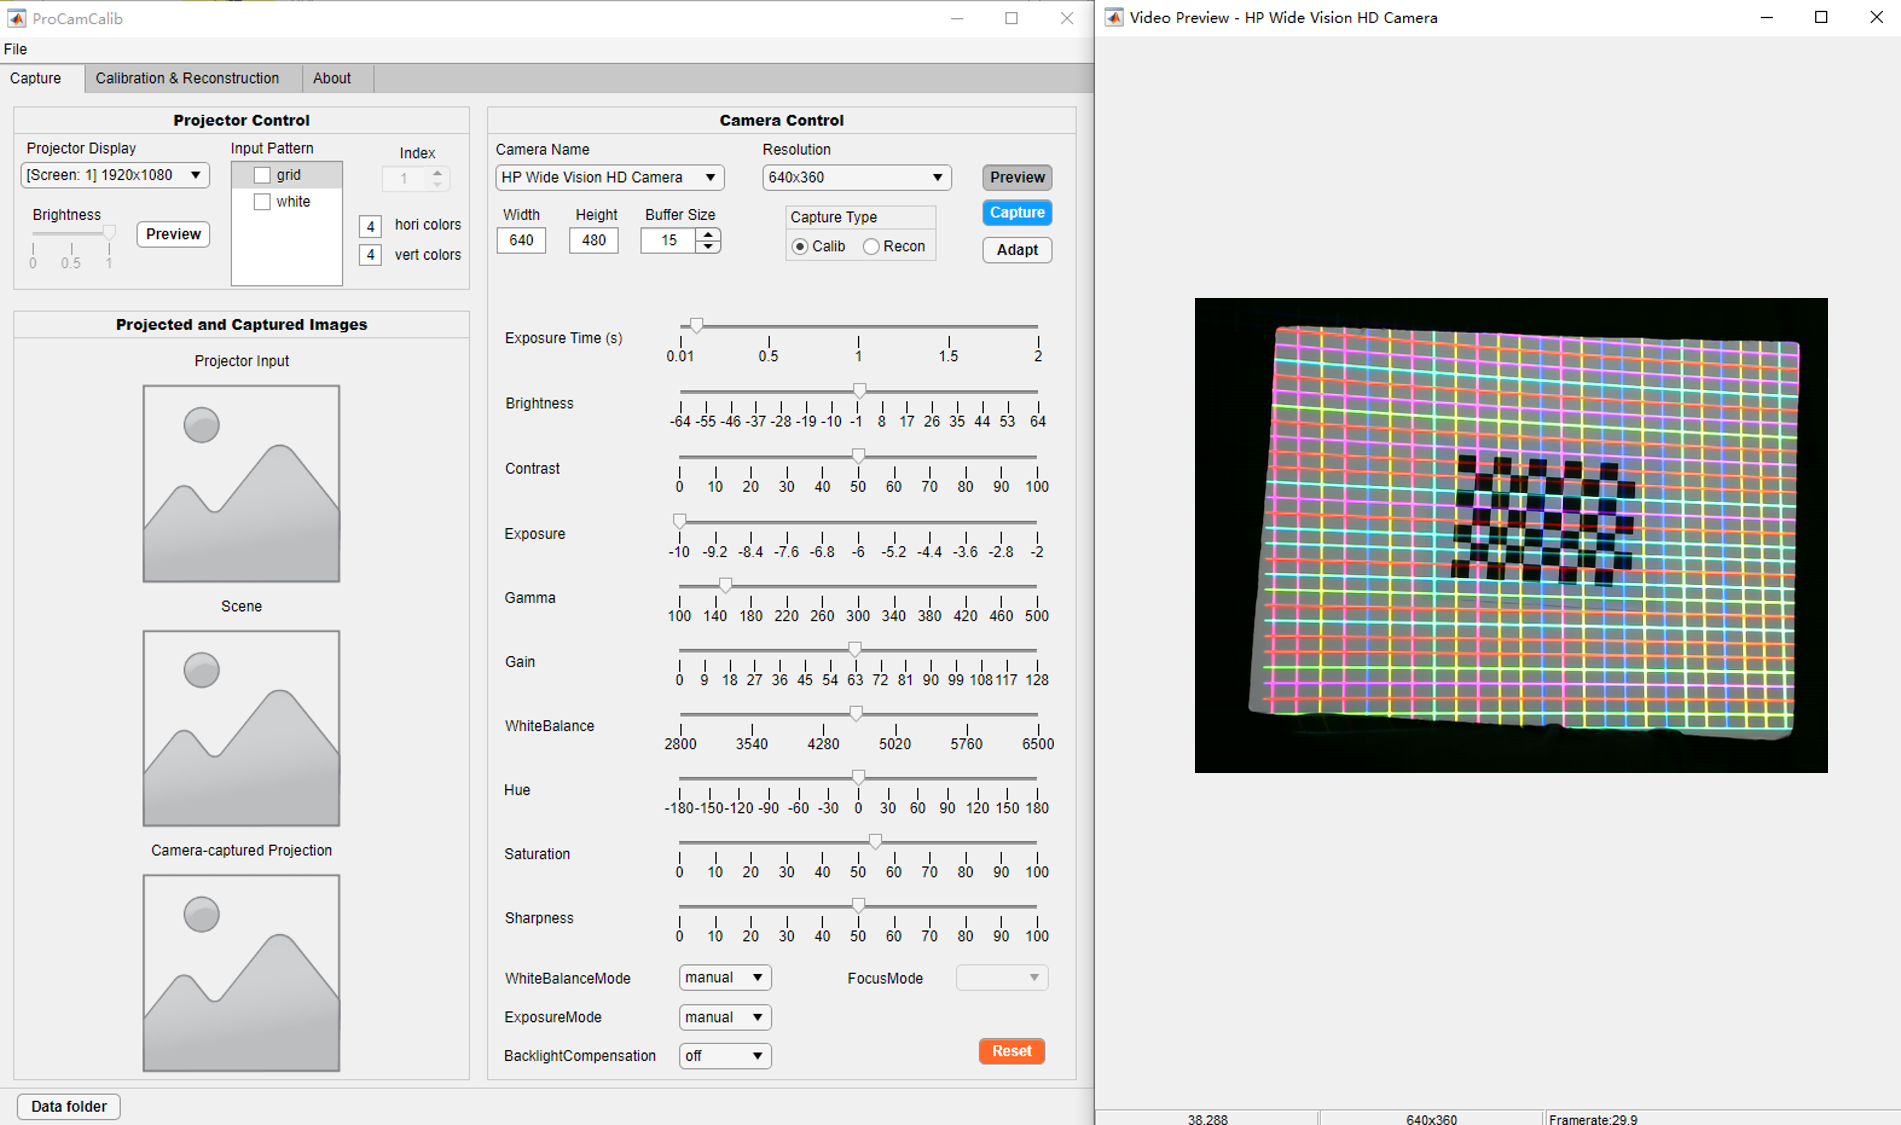 ProCamCalib
File
Capture
Calibration & Reconstruction
About
Projector Control
Projector Display
[Screen: 1] 1920x1080
Brightness
0 0.5 1
Preview
Input Pattern
grid
white
Index
1
4 hori colors
4 vert colors
Projected and Captured Images
Projector Input
Scene
Camera-captured Projection
Data folder
Camera Control
Camera Name
HP Wide Vision HD Camera
Resolution
640x360
Preview
Width
640
Height
480
Buffer Size
15
Capture Type
Calib
Recon
Capture
Adapt
Exposure Time (s)
0.01 0.5 1 1.5 2
Brightness
-64 -55 -46 -37 -28 -19 -10 -1 8 17 26 35 44 53 64
Contrast
0 10 20 30 40 50 60 70 80 90 100
Exposure
-10 -9.2 -8.4 -7.6 -6.8 -6 -5.2 -4.4 -3.6 -2.8 -2
Gamma
100 140 180 220 260 300 340 380 420 460 500
Gain
0 9 18 27 36 45 54 63 72 81 90 99 108 117 128
WhiteBalance
2800 3540 4280 5020 5760 6500
Hue
-180 -150 -120 -90 -60 -30 0 30 60 90 120 150 180
Saturation
0 10 20 30 40 50 60 70 80 90 100
Sharpness
0 10 20 30 40 50 60 70 80 90 100
WhiteBalanceMode
manual
FocusMode
ExposureMode
manual
BacklightCompensation
off
Reset
Video Preview - HP Wide Vision HD Camera
38.288
640x360
Framerate:29.9